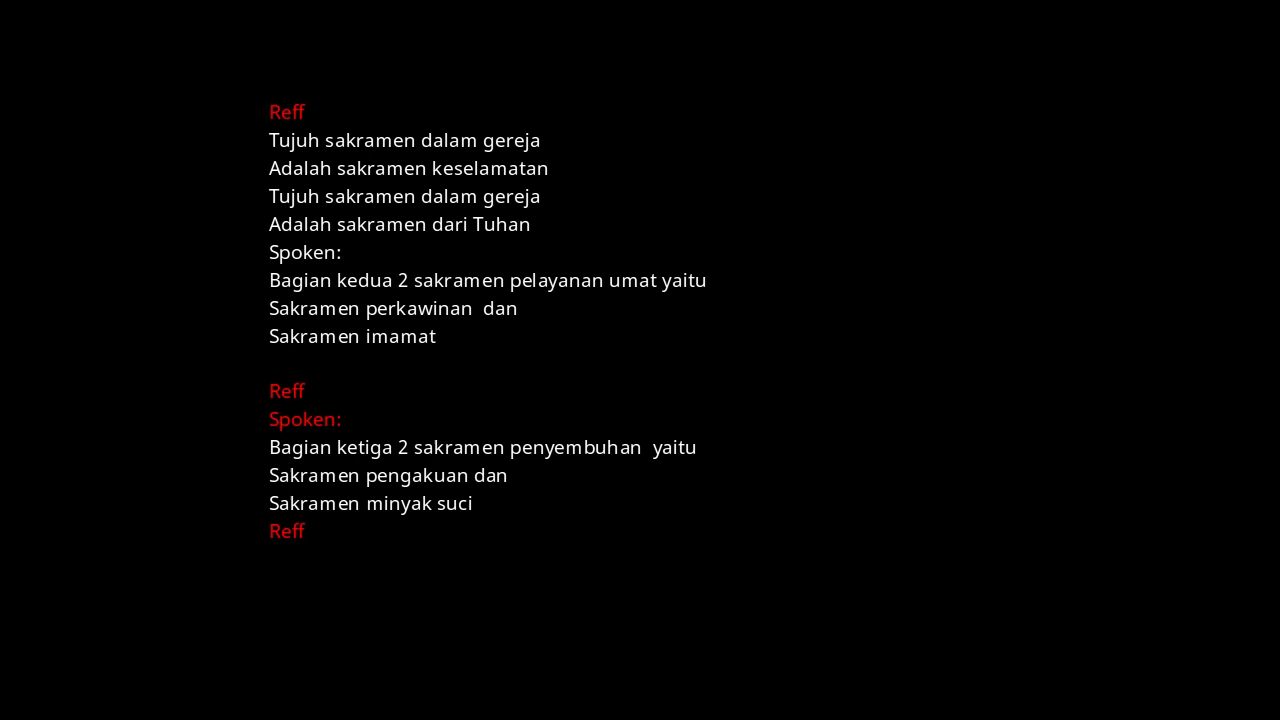 Reff
Tujuh sakramen dalam gereja
Adalah sakramen keselamatan
Tujuh sakramen dalam gereja
Adalah sakramen dari Tuhan
Spoken:
Bagian kedua 2 sakramen pelayanan umat yaitu
Sakramen perkawinan  dan
Sakramen imamat

Reff
Spoken:
Bagian ketiga 2 sakramen penyembuhan  yaitu
Sakramen pengakuan dan
Sakramen minyak suci
Reff